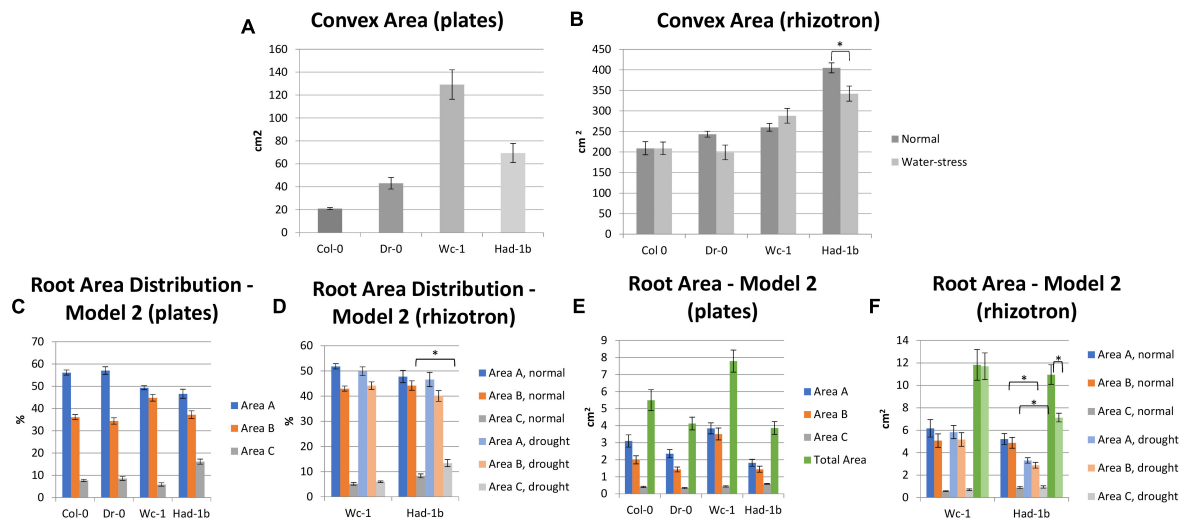 A
Convex Area (plates)
160
140
120
100
80
60
40
20
0
cm2
Col-0 Dr-0 Wc-1 Had-1b
B
Convex Area (rhizotron)
450
400
350
300
250
200
150
100
50
0
cm ²
*
Col 0 Dr-0 Wc-1 Had-1b
Normal
Water-stress
C
Root Area Distribution -
Model 2 (plates)
70
60
50
40
30
20
10
0
%
Col-0 Dr-0 Wc-1 Had-1b
Area A
Area B
Area C
D
Root Area Distribution -
Model 2 (rhizotron)
60
50
40
30
20
10
0
%
*
Wc-1 Had-1b
Area A, normal
Area B, normal
Area C, normal
Area A, drought
Area B, drought
Area C, drought
E
Root Area - Model 2
(plates)
9
8
7
6
5
4
3
2
1
0
cm²
Col-0 Dr-0 Wc-1 Had-1b
Area A
Area B
Area C
Total Area
F
Root Area - Model 2
(rhizotron)
14
12
10
8
6
4
2
0
cm²
*
*
*
Wc-1 Had-1b
Area A, normal
Area B, normal
Area C, normal
Area A, drought
Area B, drought
Area C, drought